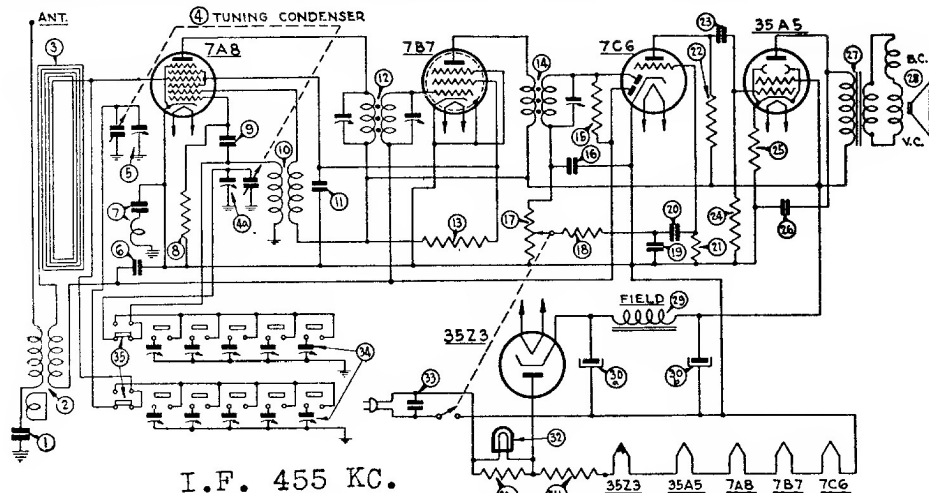 ANT.
④ TUNING CONDENSER
7A8
7B7
7C6
35A5
③
⑫
⑭
㉓
㉒
㉗
B.C.
㉘
V.C.
⑤
⑨
⑩
⑮
⑯
㉕
⑦
④a
⑪
⑧
⑬
⑰
⑱
⑳
⑲
㉑
㉔
㉖
⑥
35Z3
FIELD ㉙
㉟
㉞
㉝
30a
30b
②
①
㉜
I.F. 455 KC.
35Z3
35A5
7A8
7B7
7C6